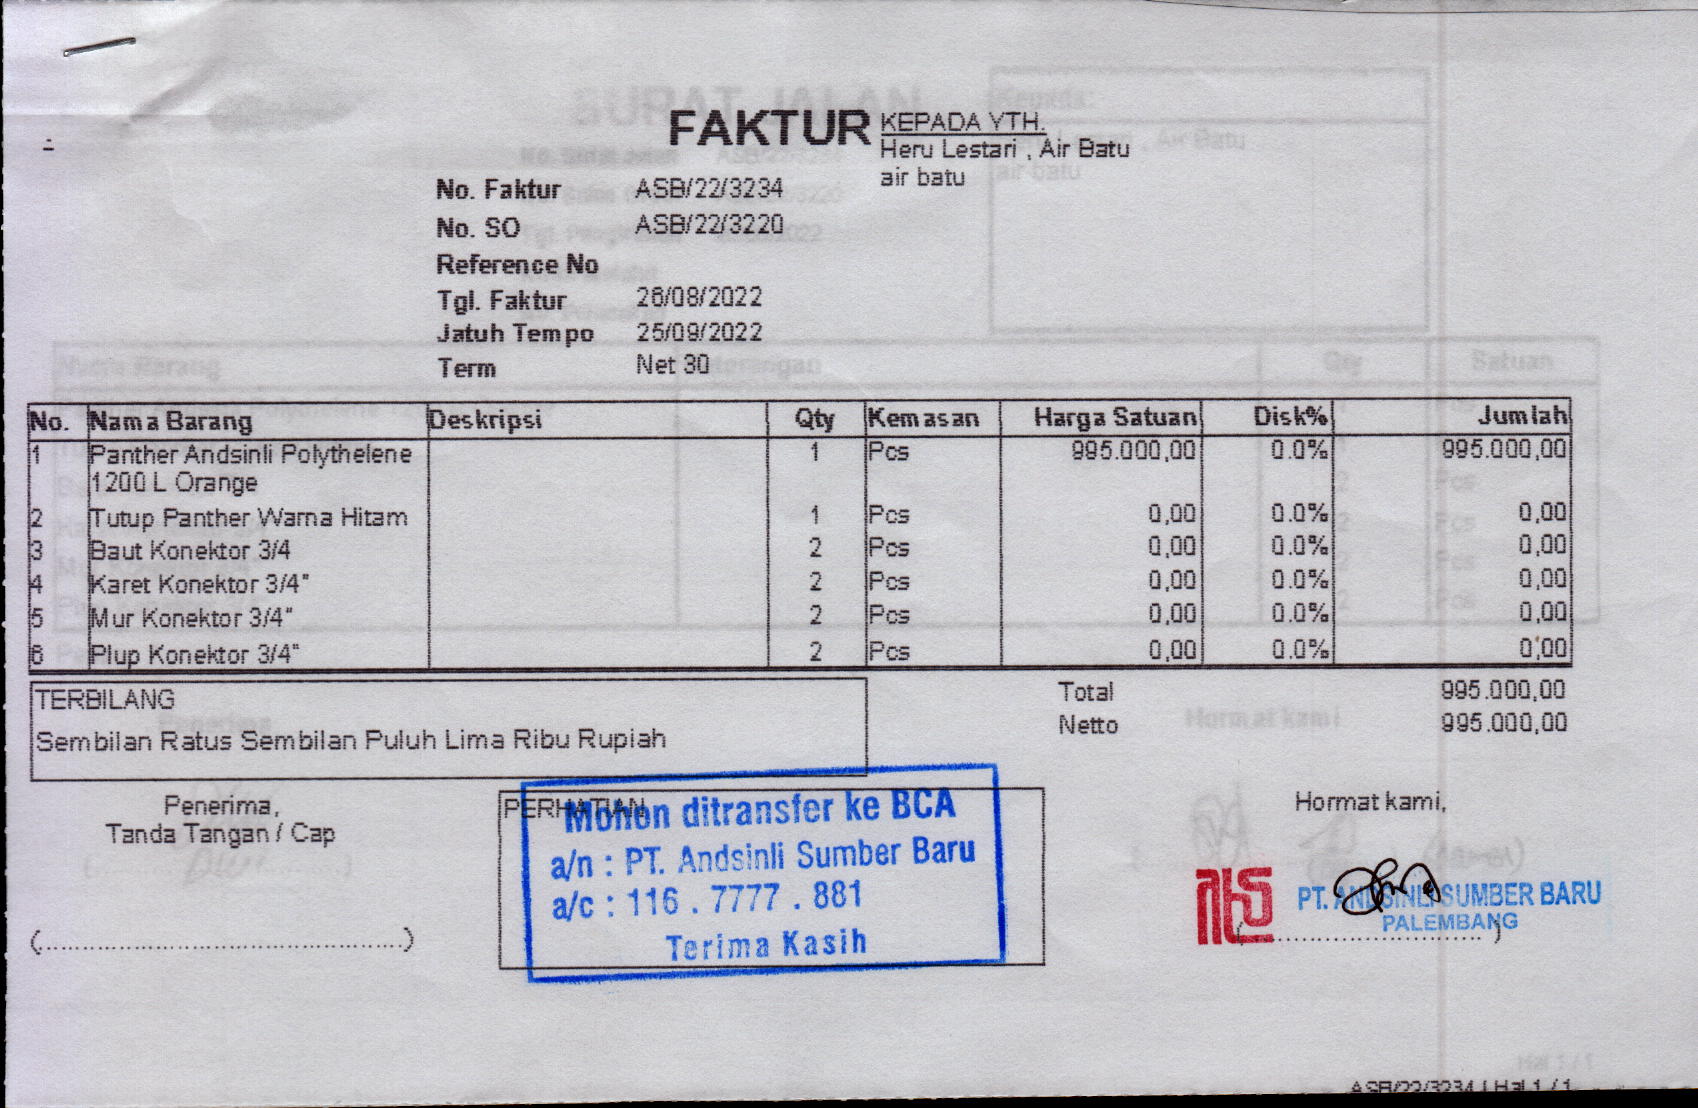 FAKTUR
KEPADA YTH.
Heru Lestari , Air Batu
air batu
No. Faktur ASB/22/3234
No. SO ASB/22/3220
Reference No
Tgl. Faktur 26/08/2022
Jatuh Tempo 25/09/2022
Term Net 30
No. Nama Barang Deskripsi Qty Kemasan Harga Satuan Disk% Jumlah
1 Panther Andsinli Polythelene 1 Pcs 995.000,00 0.0% 995.000,00
1200 L Orange
2 Tutup Panther Warna Hitam 1 Pcs 0,00 0.0% 0,00
3 Baut Konektor 3/4 2 Pcs 0,00 0.0% 0,00
4 Karet Konektor 3/4" 2 Pcs 0,00 0.0% 0,00
5 Mur Konektor 3/4" 2 Pcs 0,00 0.0% 0,00
6 Plup Konektor 3/4" 2 Pcs 0,00 0.0% 0,00
TERBILANG
Sembilan Ratus Sembilan Puluh Lima Ribu Rupiah
Total 995.000,00
Netto 995.000,00
Penerima,
Tanda Tangan / Cap
(................................................)
PERHATIAN
Mohon ditransfer ke BCA
a/n : PT. Andsinli Sumber Baru
a/c : 116 . 7777 . 881
Terima Kasih
Hormat kami,
PT. ANDSINLI SUMBER BARU
PALEMBANG
ASB/22/3234 | Hal 1 / 1